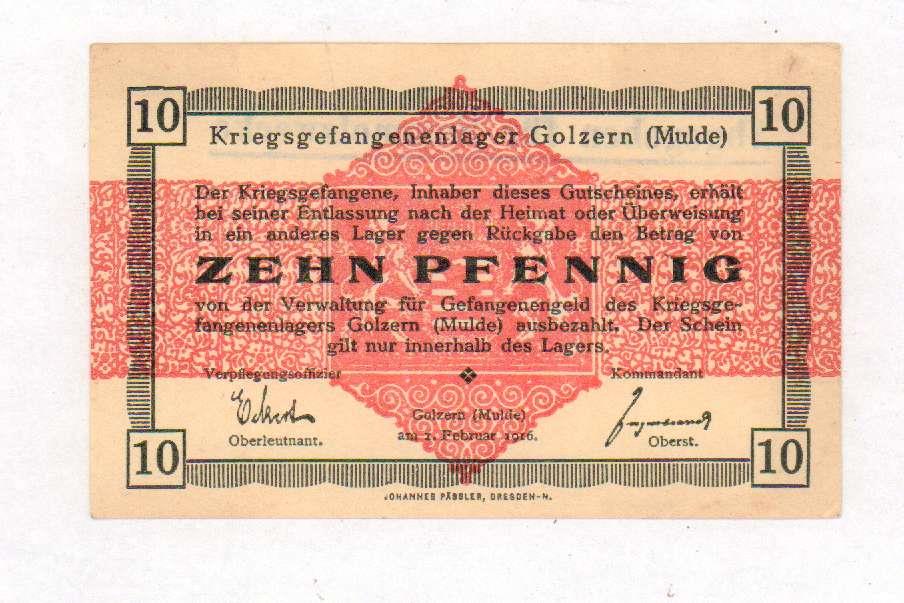 10 10
Kriegsgefangenenlager Golzern (Mulde)
Der Kriegsgefangene, Inhaber dieses Gutscheines, erhält
bei seiner Entlassung nach der Heimat oder Überweisung
in ein anderes Lager gegen Rückgabe den Betrag von
ZEHN PFENNIG
von der Verwaltung für Gefangenengeld des Kriegsge-
fangenenlagers Golzern (Mulde) ausbezahlt. Der Schein
gilt nur innerhalb des Lagers.
Verpflegungsoffizier Kommandant
Eckert
Golzern (Mulde)
Oberleutnant. am 1. Februar 1916. Oberst.
10 10
JOHANNES PÄSSLER, DRESDEN-N.